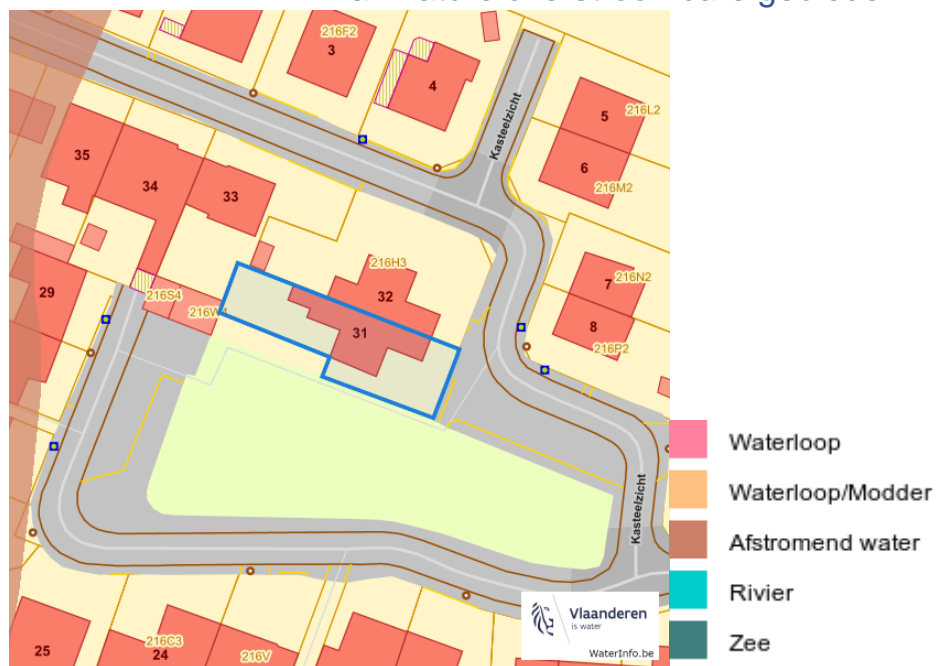 216F2
3
4
Kasteelzicht
5
216L2
6
216M2
35
34
33
216H3
32
7
216N2
29
216S4
31
8
216P2
Kasteelzicht
25
216C3
24
216V
Vlaanderen
is water
WaterInfo.be
Waterloop
Waterloop/Modder
Afstromend water
Rivier
Zee